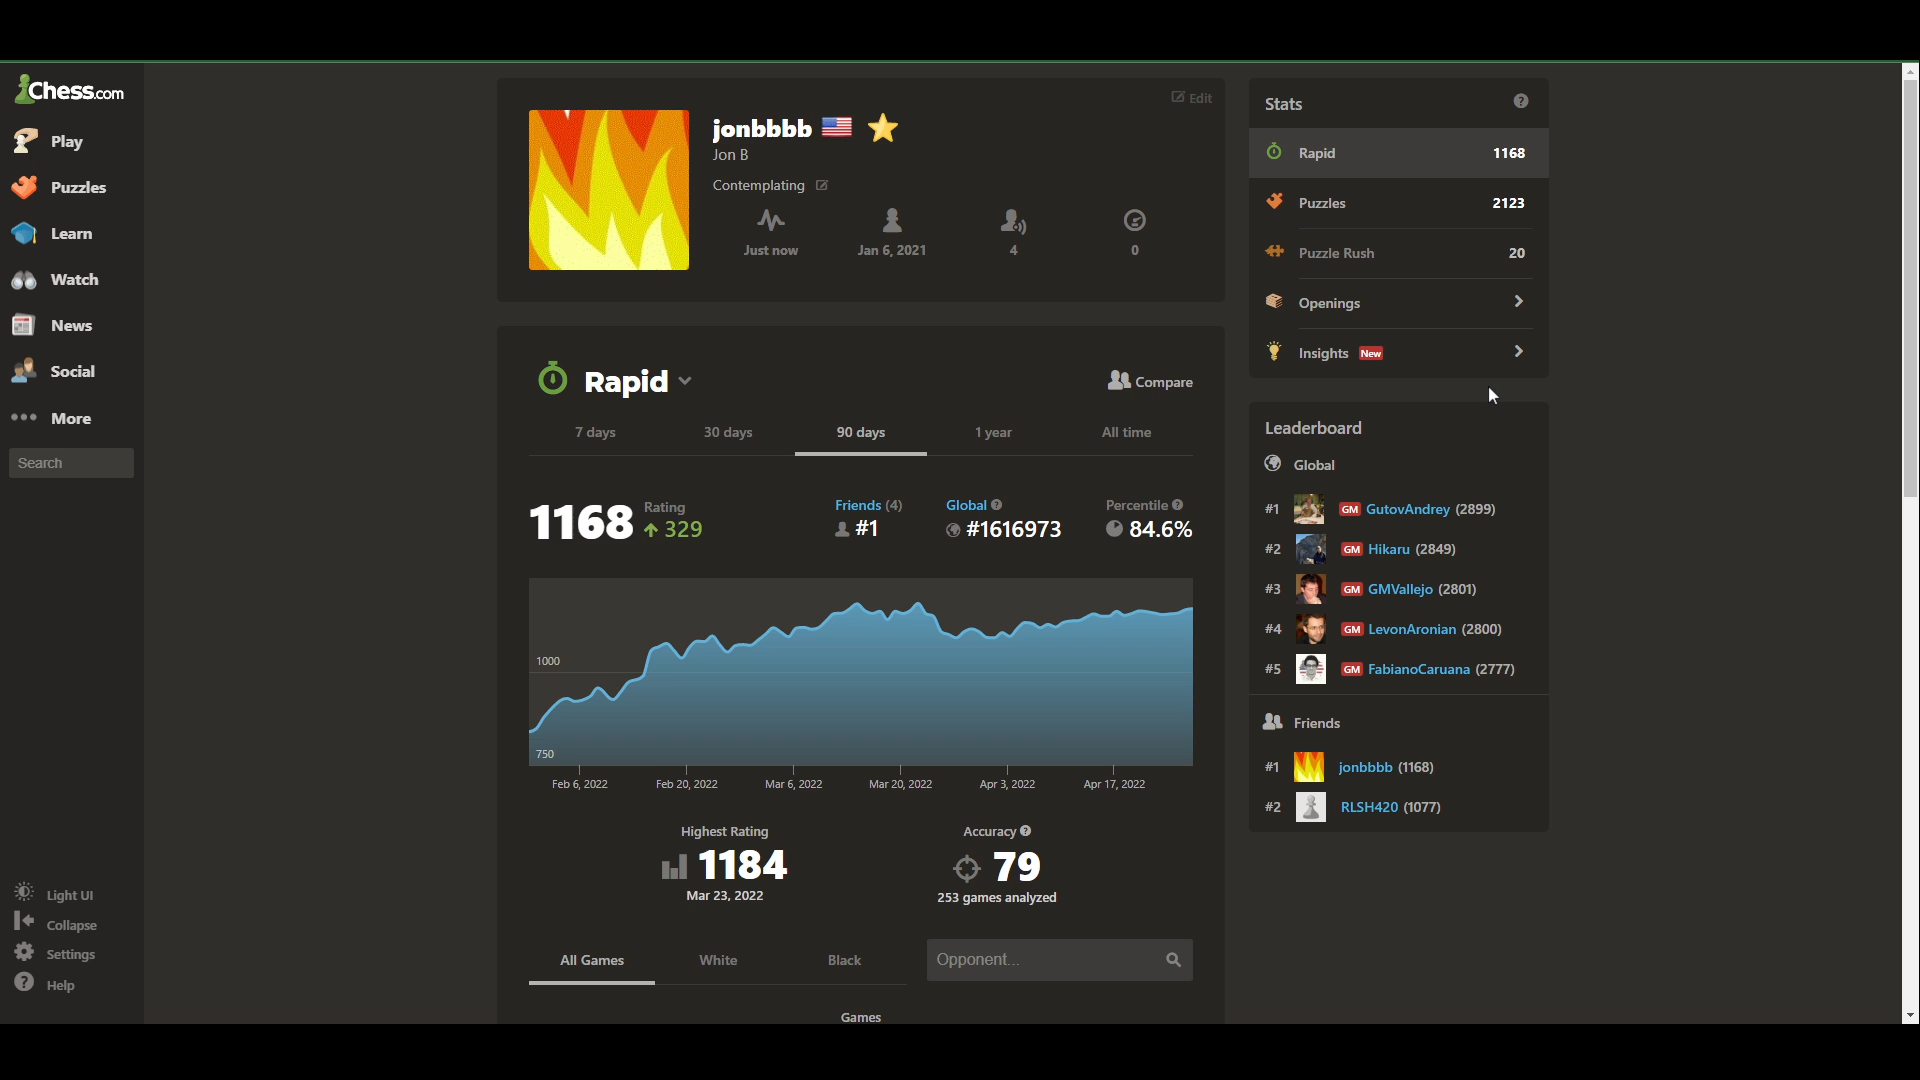 Chess.com
Play
Puzzles
Learn
Watch
News
Social
More
Search
Light UI
Collapse
Settings
Help
Edit
jonbbbb
Jon B
Contemplating
Just now
Jan 6, 2021
4
0
Rapid
Compare
7 days
30 days
90 days
1 year
All time
1168
Rating
329
Friends (4)
#1
Global
#1616973
Percentile
84.6%
1000
750
Feb 6, 2022
Feb 20, 2022
Mar 6, 2022
Mar 20, 2022
Apr 3, 2022
Apr 17, 2022
Highest Rating
1184
Mar 23, 2022
Accuracy
79
253 games analyzed
All Games
White
Black
Opponent...
Games
Stats
Rapid 1168
Puzzles 2123
Puzzle Rush 20
Openings
Insights New
Leaderboard
Global
#1 GM GutovAndrey (2899)
#2 GM Hikaru (2849)
#3 GM GMVallejo (2801)
#4 GM LevonAronian (2800)
#5 GM FabianoCaruana (2777)
Friends
#1 jonbbbb (1168)
#2 RLSH420 (1077)